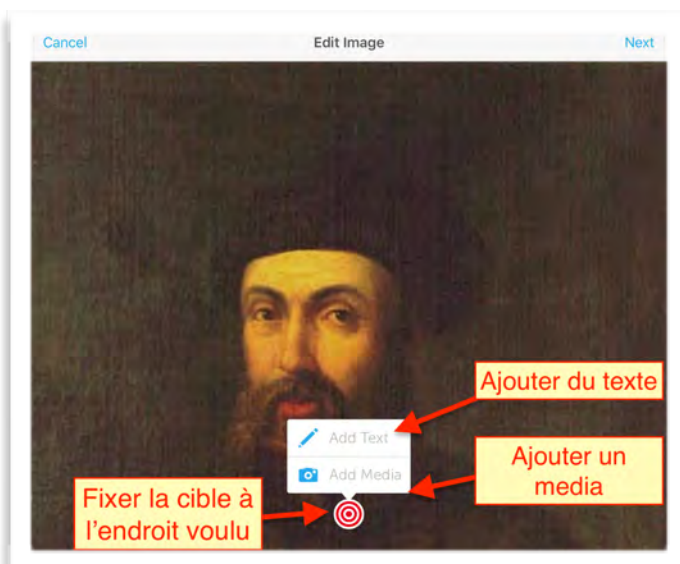 Cancel Edit Image Next
Ajouter du texte
Add Text
Add Media
Ajouter un
media
Fixer la cible à
l'endroit voulu